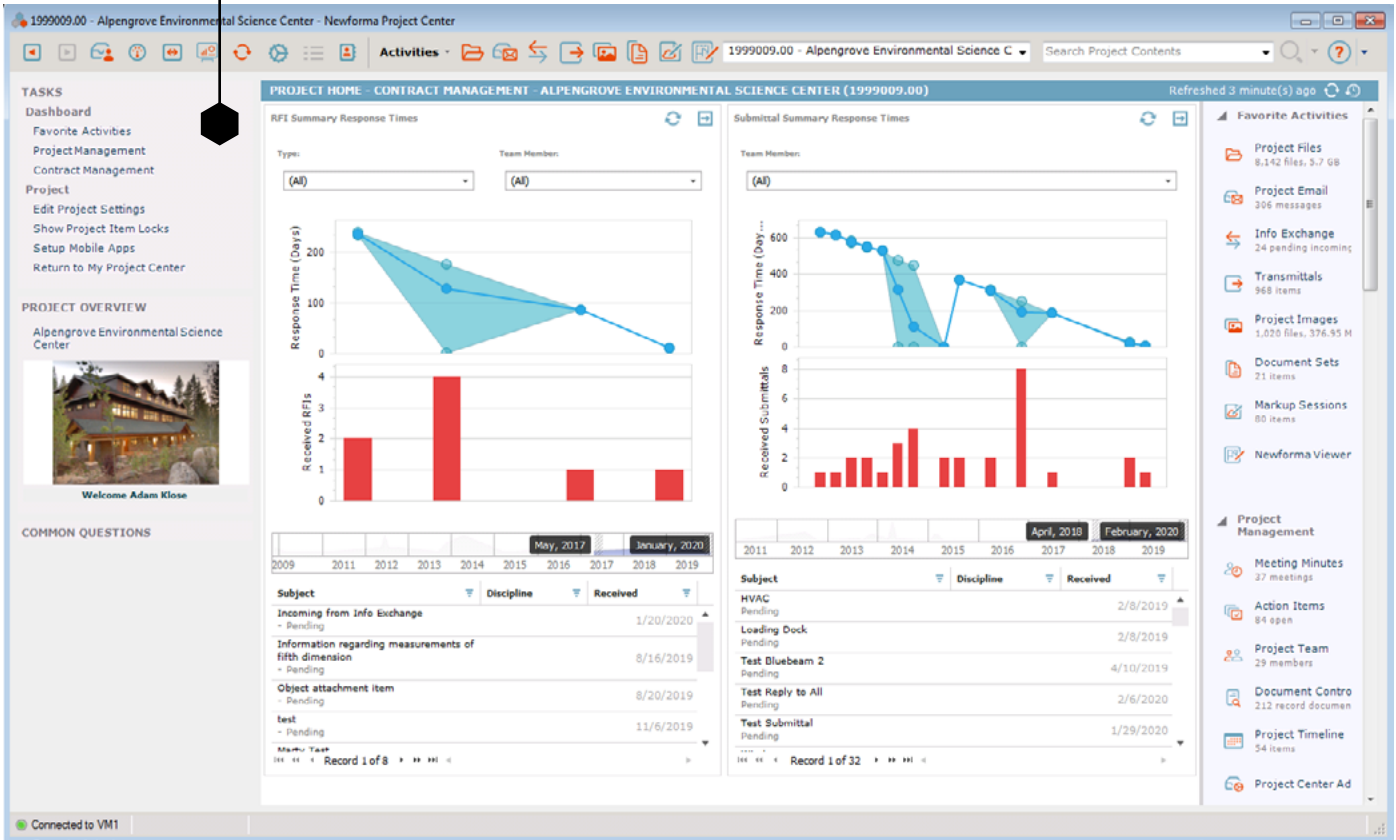 1999009.00 - Alpengrove Environmental Science Center - Newforma Project Center
Activities
1999009.00 - Alpengrove Environmental Science C
Search Project Contents
?
TASKS
Dashboard
Favorite Activities
Project Management
Contract Management
Project
Edit Project Settings
Show Project Item Locks
Setup Mobile Apps
Return to My Project Center
PROJECT OVERVIEW
Alpengrove Environmental Science
Center
Welcome Adam Klose
COMMON QUESTIONS
PROJECT HOME - CONTRACT MANAGEMENT - ALPENGROVE ENVIRONMENTAL SCIENCE CENTER (1999009.00)
Refreshed 3 minute(s) ago
RFI Summary Response Times
Type:
Team Member:
(All)
(All)
Response Time (Days)
200
100
0
Received RFIs
4
3
2
1
0
May, 2017
January, 2020
2009 2011 2012 2013 2014 2015 2016 2017 2018 2019
Subject Discipline Received
Incoming from Info Exchange
- Pending
1/20/2020
Information regarding measurements of
fifth dimension
- Pending
8/16/2019
Object attachment item
- Pending
8/20/2019
test
- Pending
11/6/2019
Marty Test
Record 1 of 8
Submittal Summary Response Times
Team Member:
(All)
Response Time (Day...
600
400
200
0
Received Submittals
8
6
4
2
0
April, 2018
February, 2020
2011 2012 2013 2014 2015 2016 2017 2018 2019
Subject Discipline Received
HVAC
Pending
2/8/2019
Loading Dock
Pending
2/8/2019
Test Bluebeam 2
Pending
4/10/2019
Test Reply to All
Pending
2/6/2020
Test Submittal
Pending
1/29/2020
Record 1 of 32
Favorite Activities
Project Files
8,142 files, 5.7 GB
Project Email
306 messages
Info Exchange
24 pending incoming
Transmittals
968 items
Project Images
1,020 files, 376.95 M
Document Sets
21 items
Markup Sessions
80 items
Newforma Viewer
Project
Management
Meeting Minutes
37 meetings
Action Items
84 open
Project Team
29 members
Document Contro
212 record documen
Project Timeline
54 items
Project Center Ad
Connected to VM1